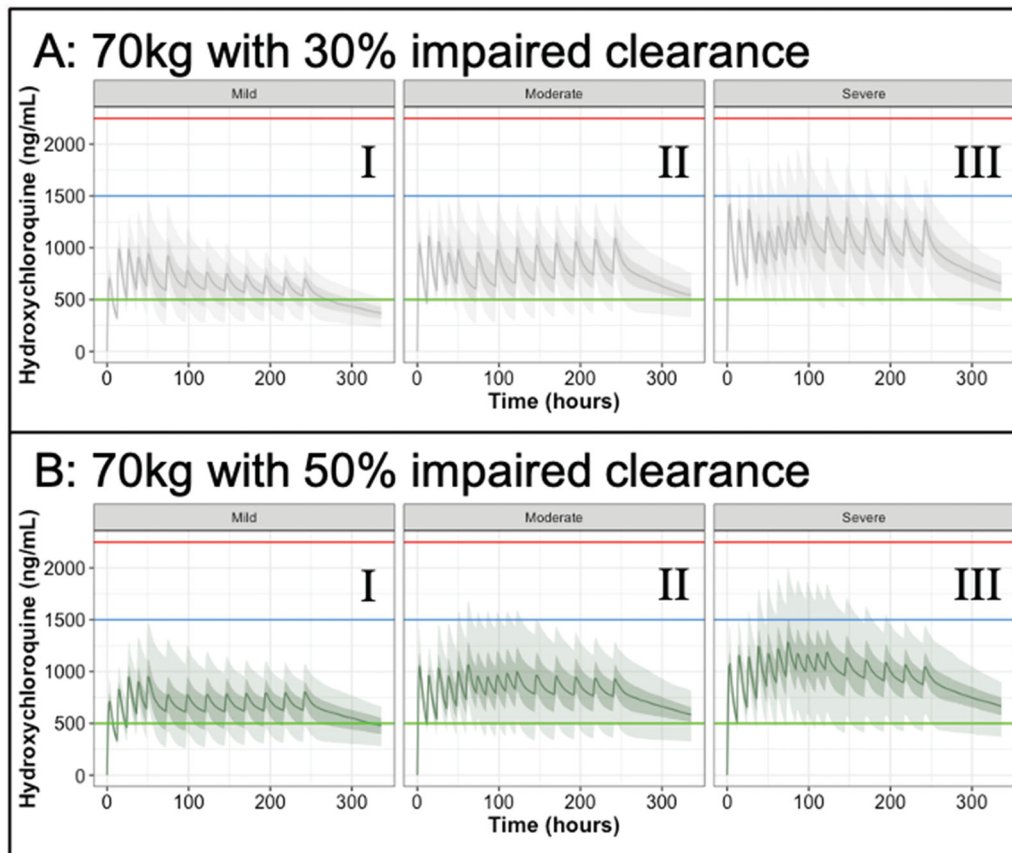 A: 70kg with 30% impaired clearance
Mild Moderate Severe
Hydroxychloroquine (ng/mL)
2000
1500
1000
500
0
I II III
0 100 200 300 0 100 200 300 0 100 200 300
Time (hours)
B: 70kg with 50% impaired clearance
Mild Moderate Severe
Hydroxychloroquine (ng/mL)
2000
1500
1000
500
0
I II III
0 100 200 300 0 100 200 300 0 100 200 300
Time (hours)